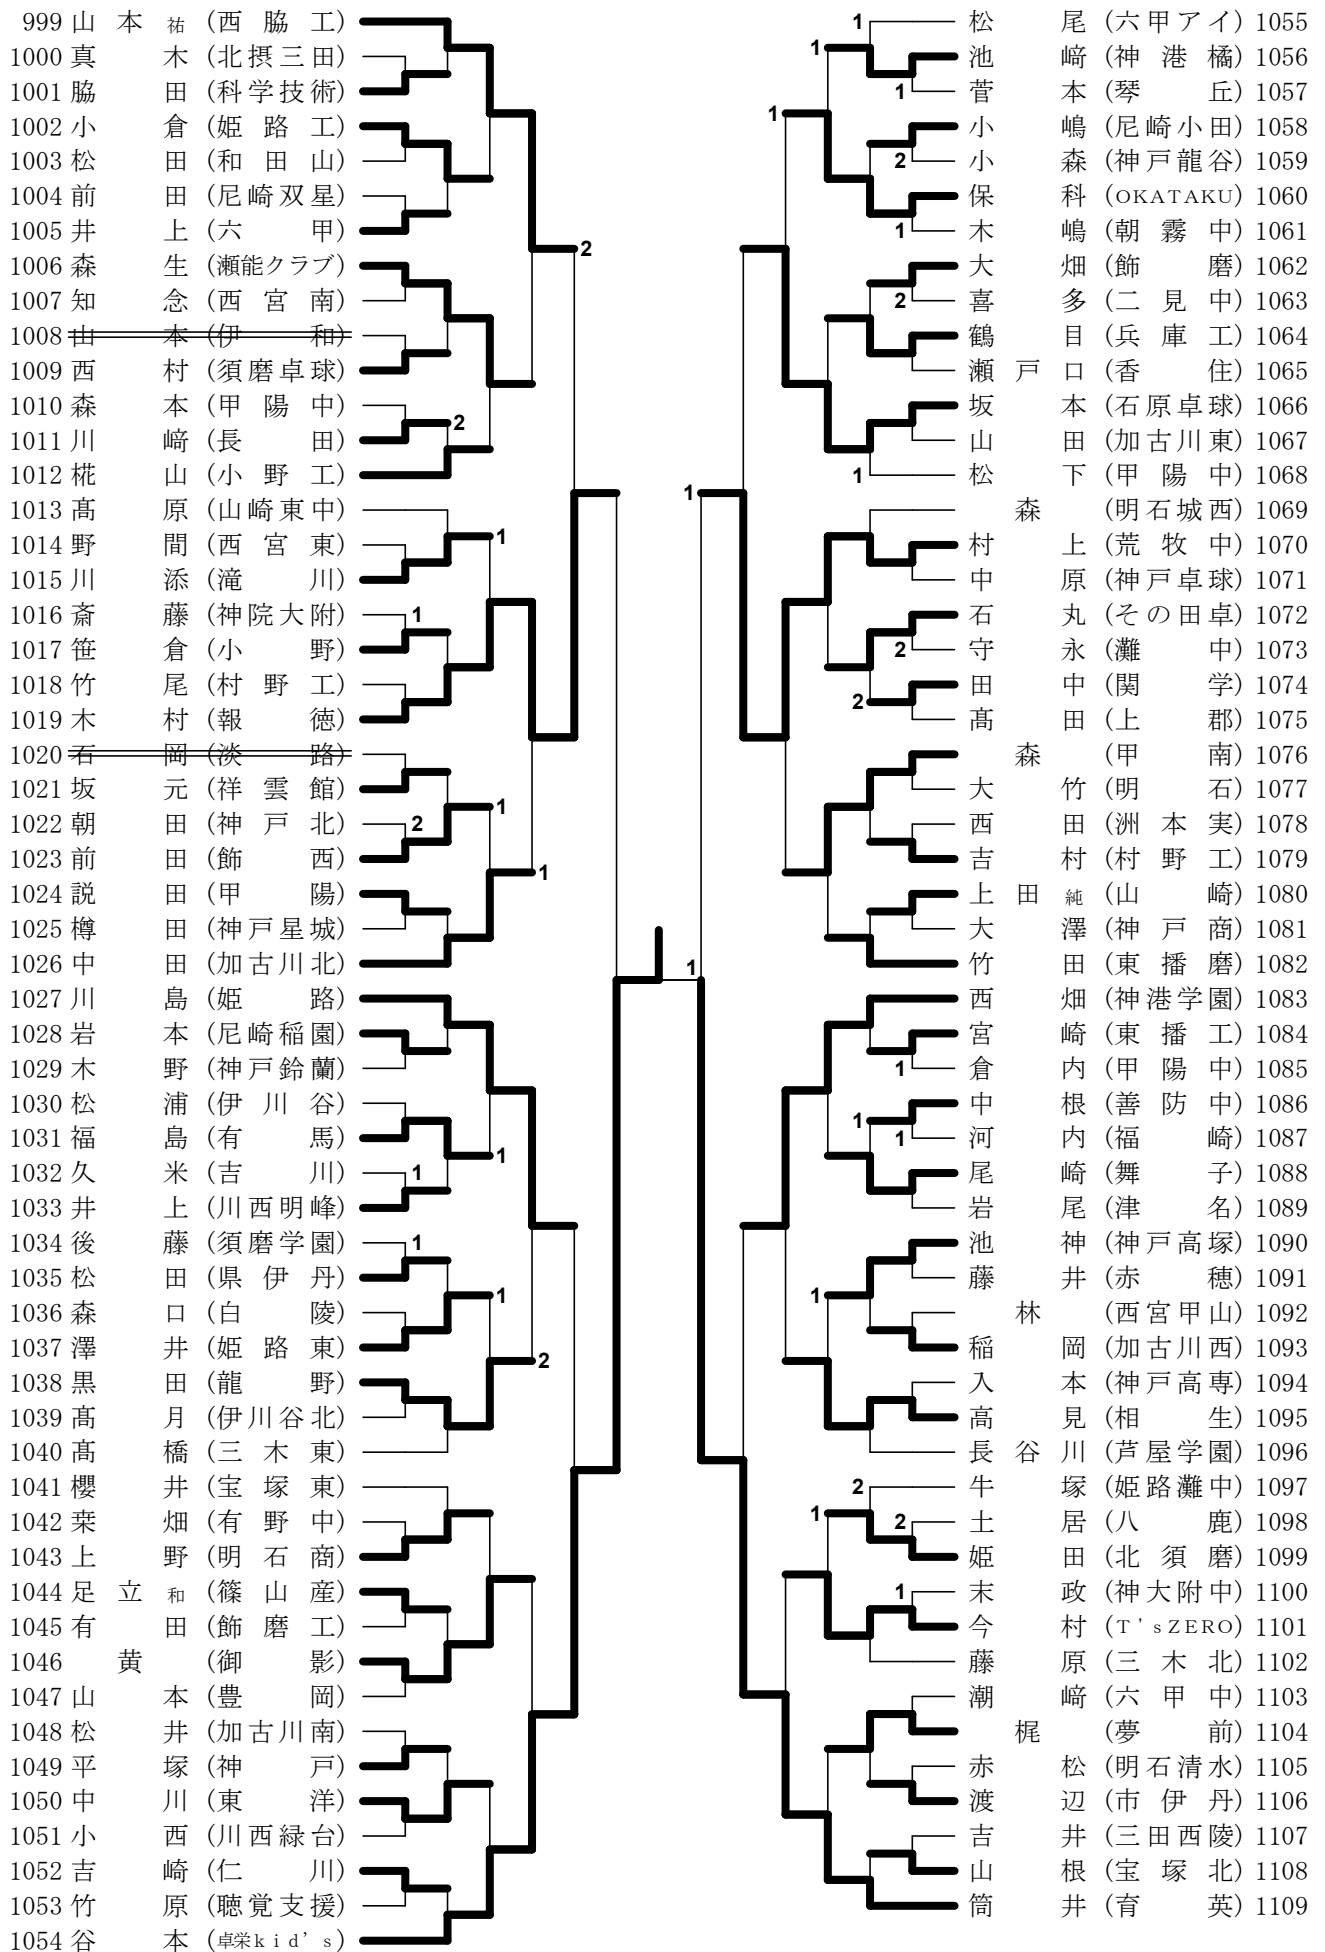 999 山本祐 (西脇工)
1000 真木 (北摂三田)
1001 脇田 (科学技術)
1002 小倉 (姫路工)
1003 松田 (和田山)
1004 前田 (尼崎双星)
1005 井上 (六甲)
1006 森生 (瀬能クラブ)
1007 知念 (西宮南)
1008 山本 (伊和)
1009 西村 (須磨卓球)
1010 森本 (甲陽中)
1011 川﨑 (長田)
1012 椛山 (小野工)
1013 髙原 (山崎東中)
1014 野間 (西宮東)
1015 川添 (滝川)
1016 斎藤 (神院大附)
1017 笹倉 (小野)
1018 竹尾 (村野工)
1019 木村 (報徳)
1020 石岡 (淡路)
1021 坂元 (祥雲館)
1022 朝田 (神戸北)
1023 前田 (飾西)
1024 説田 (甲陽)
1025 樽田 (神戸星城)
1026 中田 (加古川北)
1027 川島 (姫路)
1028 岩本 (尼崎稲園)
1029 木野 (神戸鈴蘭)
1030 松浦 (伊川谷)
1031 福島 (有馬)
1032 久米 (吉川)
1033 井上 (川西明峰)
1034 後藤 (須磨学園)
1035 松田 (県伊丹)
1036 森口 (白陵)
1037 澤井 (姫路東)
1038 黒田 (龍野)
1039 髙月 (伊川谷北)
1040 髙橋 (三木東)
1041 櫻井 (宝塚東)
1042 桒畑 (有野中)
1043 上野 (明石商)
1044 足立和 (篠山産)
1045 有田 (飾磨工)
1046 黄 (御影)
1047 山本 (豊岡)
1048 松井 (加古川南)
1049 平塚 (神戸)
1050 中川 (東洋)
1051 小西 (川西緑台)
1052 吉崎 (仁川)
1053 竹原 (聴覚支援)
1054 谷本 (卓栄kid's)
2
2
1
1
2
1
1
1
1
1
1
2
松尾 (六甲アイ) 1055
池﨑 (神港橘) 1056
菅本 (琴丘) 1057
小嶋 (尼崎小田) 1058
小森 (神戸龍谷) 1059
保科 (OKATAKU) 1060
木嶋 (朝霧中) 1061
大畑 (飾磨) 1062
喜多 (二見中) 1063
鶴目 (兵庫工) 1064
瀬戸口 (香住) 1065
坂本 (石原卓球) 1066
山田 (加古川東) 1067
松下 (甲陽中) 1068
森 (明石城西) 1069
村上 (荒牧中) 1070
中原 (神戸卓球) 1071
石丸 (その田卓) 1072
守永 (灘中) 1073
田中 (関学) 1074
髙田 (上郡) 1075
森 (甲南) 1076
大竹 (明石) 1077
西田 (洲本実) 1078
吉村 (村野工) 1079
上田純 (山崎) 1080
大澤 (神戸商) 1081
竹田 (東播磨) 1082
西畑 (神港学園) 1083
宮崎 (東播工) 1084
倉内 (甲陽中) 1085
中根 (善防中) 1086
河内 (福崎) 1087
尾崎 (舞子) 1088
岩尾 (津名) 1089
池神 (神戸高塚) 1090
藤井 (赤穂) 1091
林 (西宮甲山) 1092
稲岡 (加古川西) 1093
入本 (神戸高専) 1094
高見 (相生) 1095
長谷川 (芦屋学園) 1096
牛塚 (姫路灘中) 1097
土居 (八鹿) 1098
姫田 (北須磨) 1099
末政 (神大附中) 1100
今村 (T'sZERO) 1101
藤原 (三木北) 1102
潮﨑 (六甲中) 1103
梶 (夢前) 1104
赤松 (明石清水) 1105
渡辺 (市伊丹) 1106
吉井 (三田西陵) 1107
山根 (宝塚北) 1108
筒井 (育英) 1109
1
1
1
1
2
1
2
1
1
2
2
1
1
1
1
1
2
1
2
1